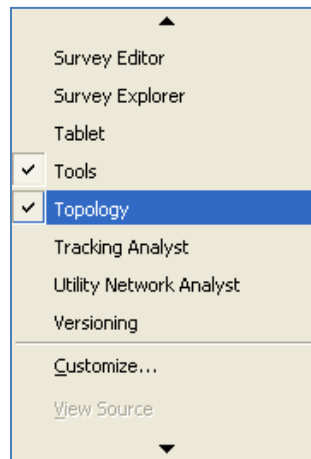 Survey Editor
Survey Explorer
Tablet
Tools
Topology
Tracking Analyst
Utility Network Analyst
Versioning
Customize...
View Source